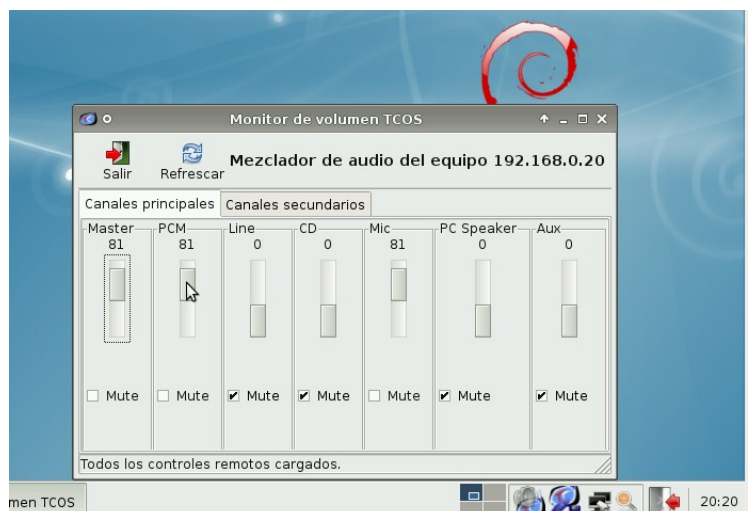 Monitor de volumen TCOS
Salir
Refrescar
Mezclador de audio del equipo 192.168.0.20
Canales principales
Canales secundarios
Master PCM Line CD Mic PC Speaker Aux
81 81 0 0 81 0 0
Mute Mute Mute Mute Mute Mute Mute
Todos los controles remotos cargados.
men TCOS
20:20